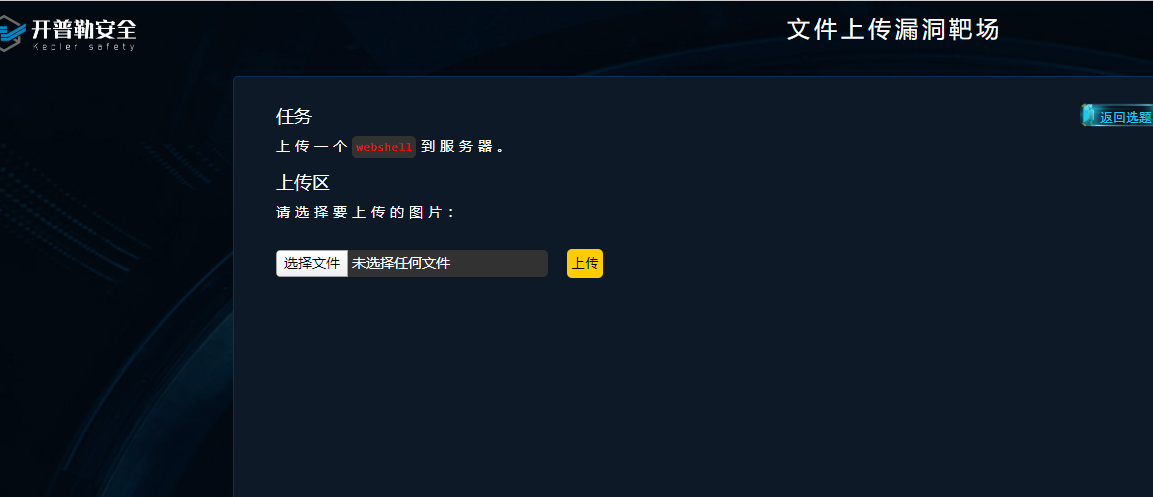 开普勒安全
Kepler safety
文件上传漏洞靶场
任务
返回选题
上传一个 webshell 到服务器。
上传区
请选择要上传的图片：
选择文件 未选择任何文件
上传